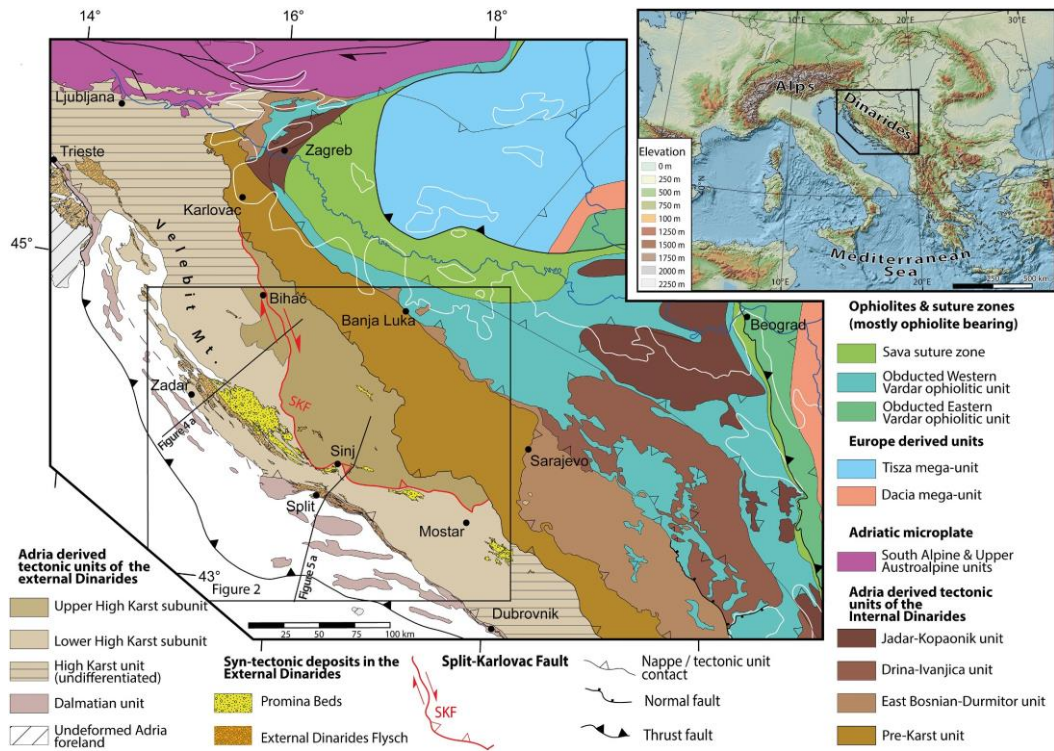 14°
16°
18°
45°
43°
Ljubljana
Trieste
Zagreb
Karlovac
Velebit Mt.
Bihać
Banja Luka
Beograd
Zadar
SKF
Figure 4 a
Sinj
Split
Sarajevo
Mostar
Figure 2
Figure 5 a
Dubrovnik
25 50 75 100 km
0°
10°E
20°E
30°E
Alps
Dinarides
Mediterranean
Sea
10°E
20°E
500 km
Elevation
0 m
250 m
500 m
750 m
100 m
1250 m
1500 m
1750 m
2000 m
2250 m
Ophiolites & suture zones
(mostly ophiolite bearing)
Sava suture zone
Obducted Western
Vardar ophiolitic unit
Obducted Eastern
Vardar ophiolitic unit
Europe derived units
Tisza mega-unit
Dacia mega-unit
Adriatic microplate
South Alpine & Upper
Austroalpine units
Adria derived tectonic
units of the
Internal Dinarides
Jadar-Kopaonik unit
Drina-Ivanjica unit
East Bosnian-Durmitor unit
Pre-Karst unit
Adria derived
tectonic units of the
external Dinarides
Upper High Karst subunit
Lower High Karst subunit
High Karst unit
(undifferentiated)
Dalmatian unit
Undeformed Adria
foreland
Syn-tectonic deposits in the
External Dinarides
Promina Beds
External Dinarides
Flysch
Split-Karlovac Fault
SKF
Nappe / tectonic unit
contact
Normal fault
Thrust fault